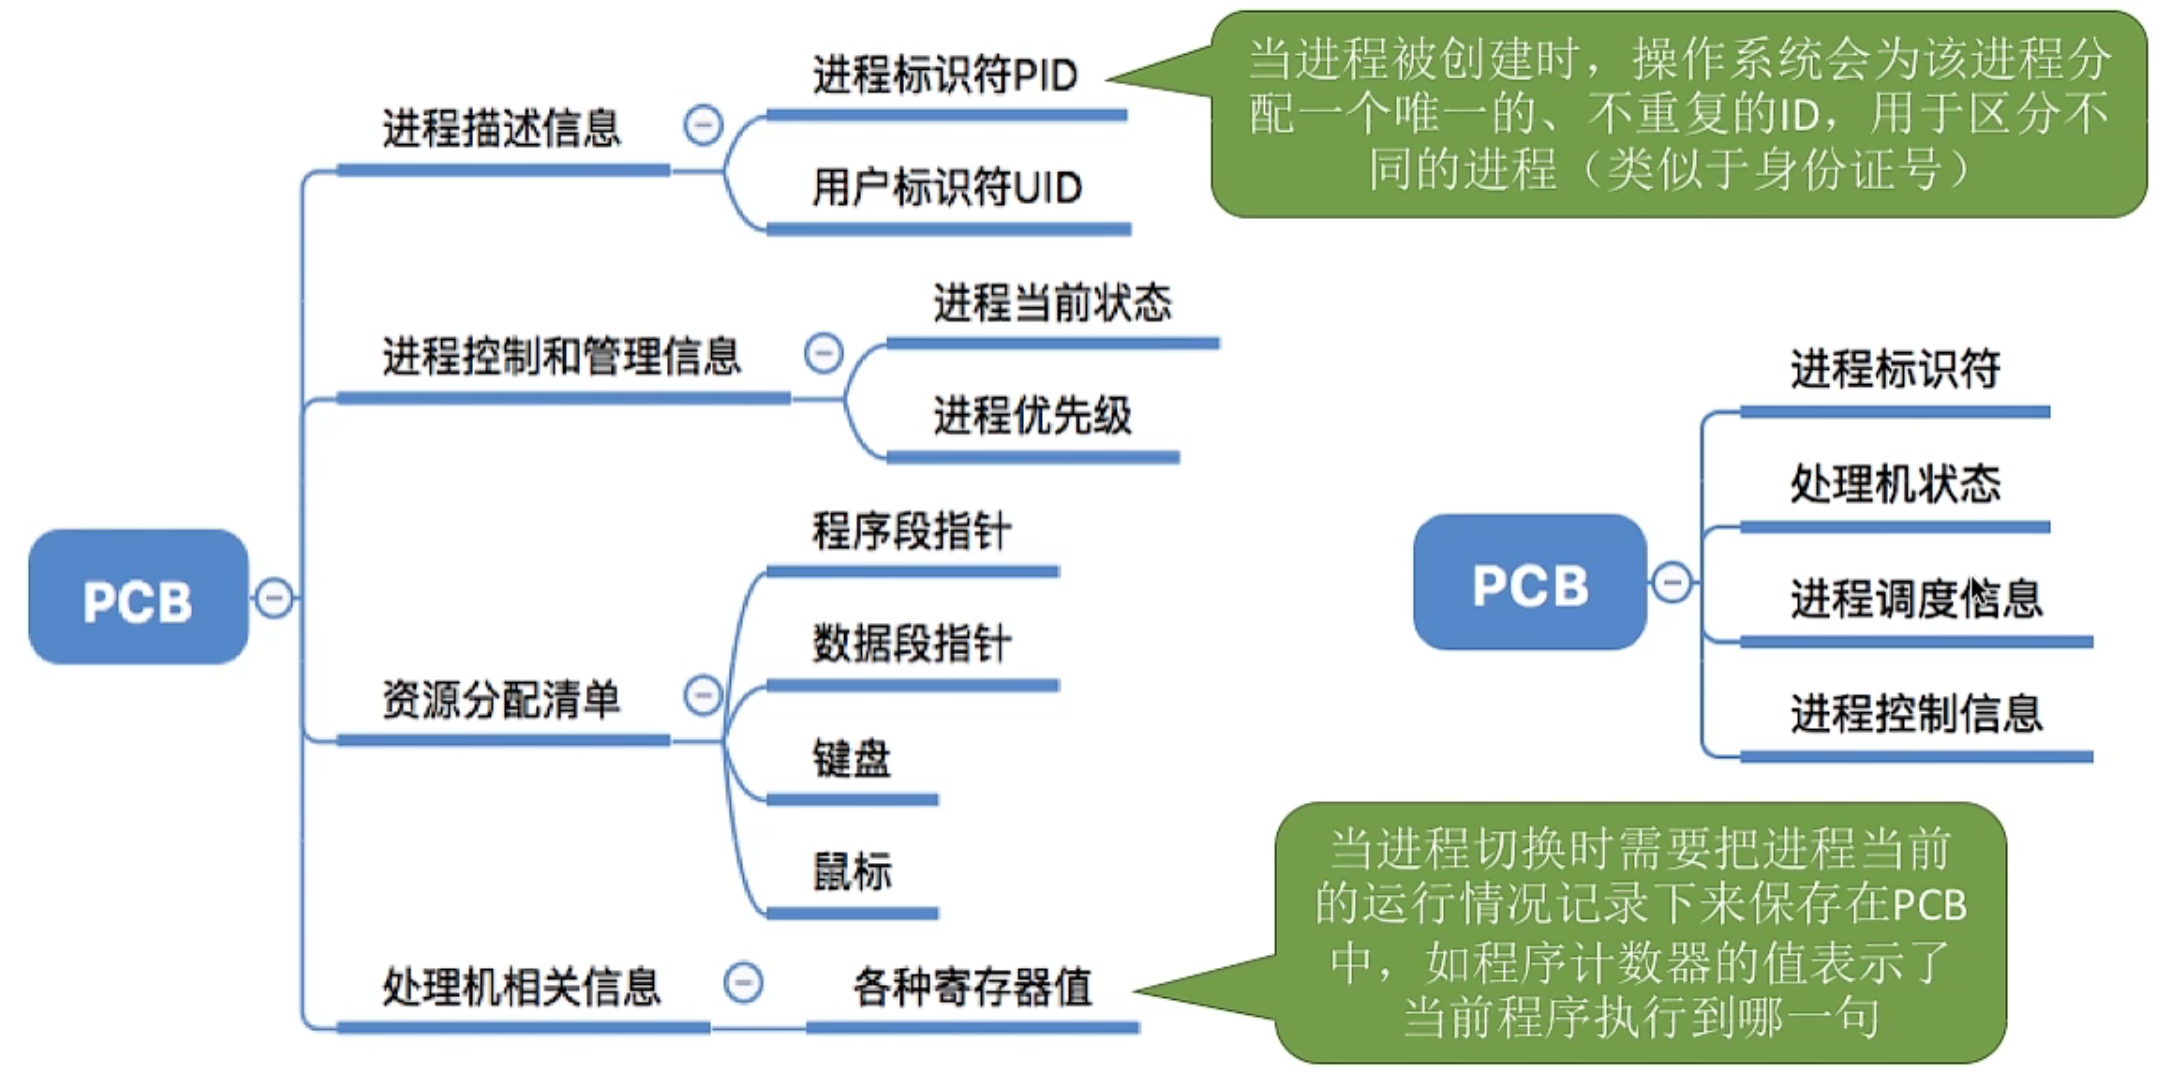 PCB
进程描述信息
进程标识符PID
用户标识符UID
进程控制和管理信息
进程当前状态
进程优先级
资源分配清单
程序段指针
数据段指针
键盘
鼠标
处理机相关信息
各种寄存器值
当进程被创建时，操作系统会为该进程分
配一个唯一的、不重复的ID，用于区分不
同的进程（类似于身份证号）
PCB
进程标识符
处理机状态
进程调度信息
进程控制信息
当进程切换时需要把进程当前
的运行情况记录下来保存在PCB
中，如程序计数器的值表示了
当前程序执行到哪一句